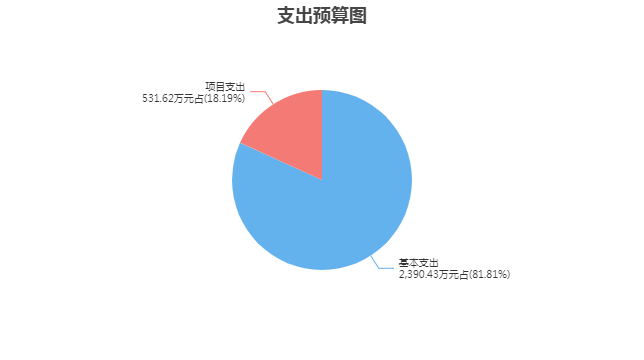 支出预算图
项目支出
531.62万元占(18.19%)
基本支出
2,390.43万元占(81.81%)